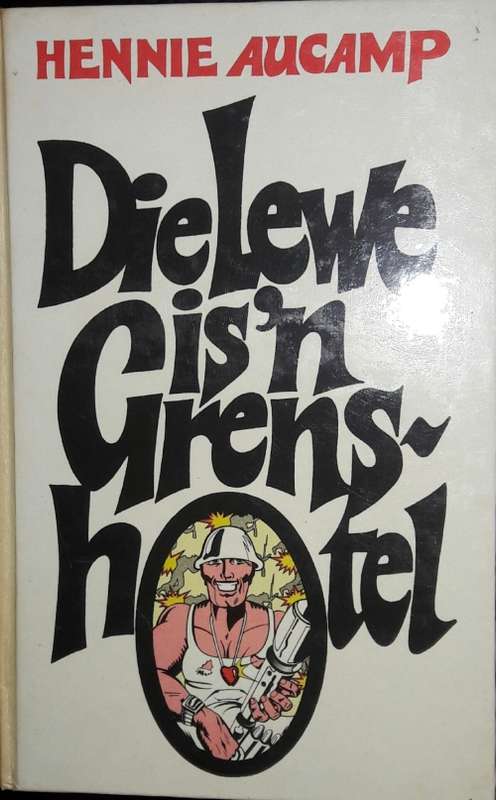 HENNIE AUCAMP
Die Lewe
is 'n
Grens-
hotel